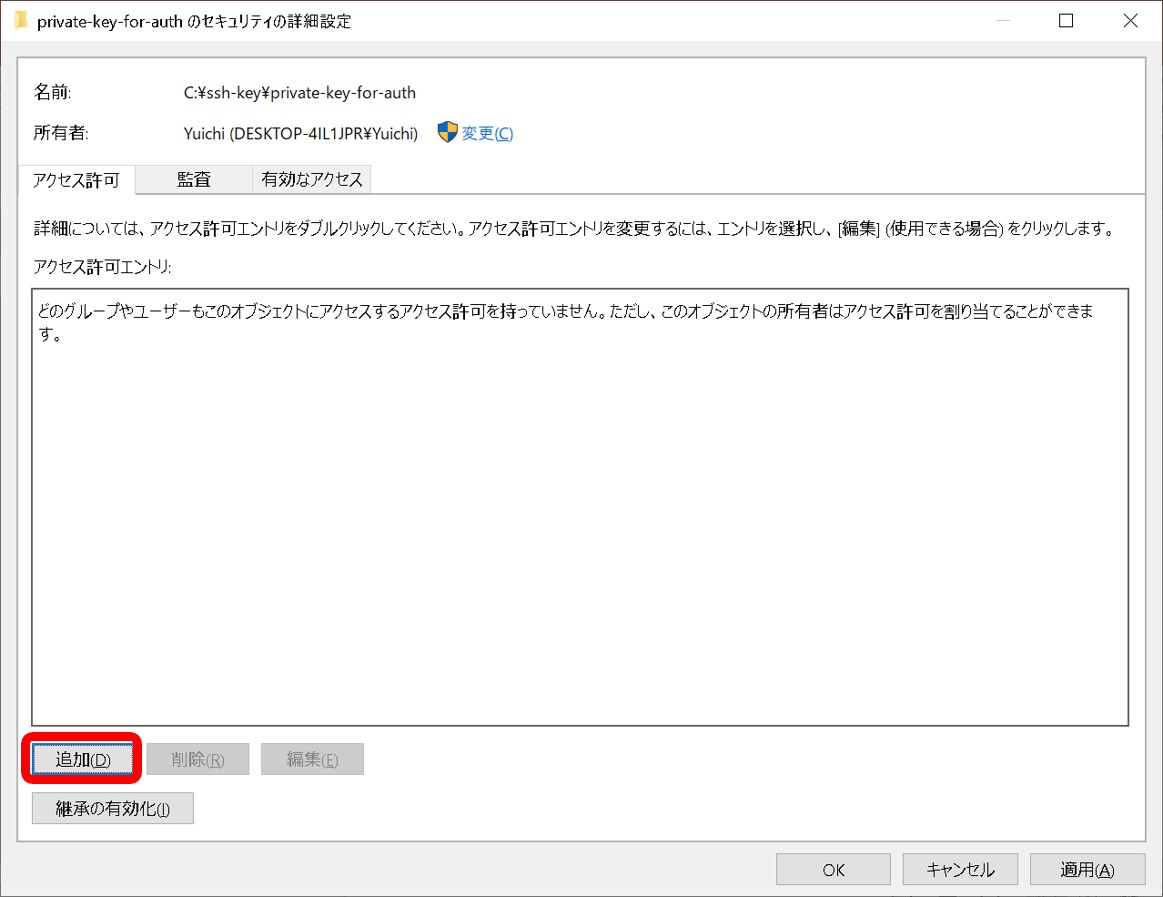 private-key-for-auth のセキュリティの詳細設定
名前: C:¥ssh-key¥private-key-for-auth
所有者: Yuichi (DESKTOP-4IL1JPR¥Yuichi) 変更(C)
アクセス許可 監査 有効なアクセス
詳細については、アクセス許可エントリをダブルクリックしてください。アクセス許可エントリを変更するには、エントリを選択し、[編集] (使用できる場合) をクリックします。
アクセス許可エントリ:
どのグループやユーザーもこのオブジェクトにアクセスするアクセス許可を持っていません。ただし、このオブジェクトの所有者はアクセス許可を割り当てることができま
す。
追加(D) 削除(R) 編集(E)
継承の有効化(I)
OK キャンセル 適用(A)